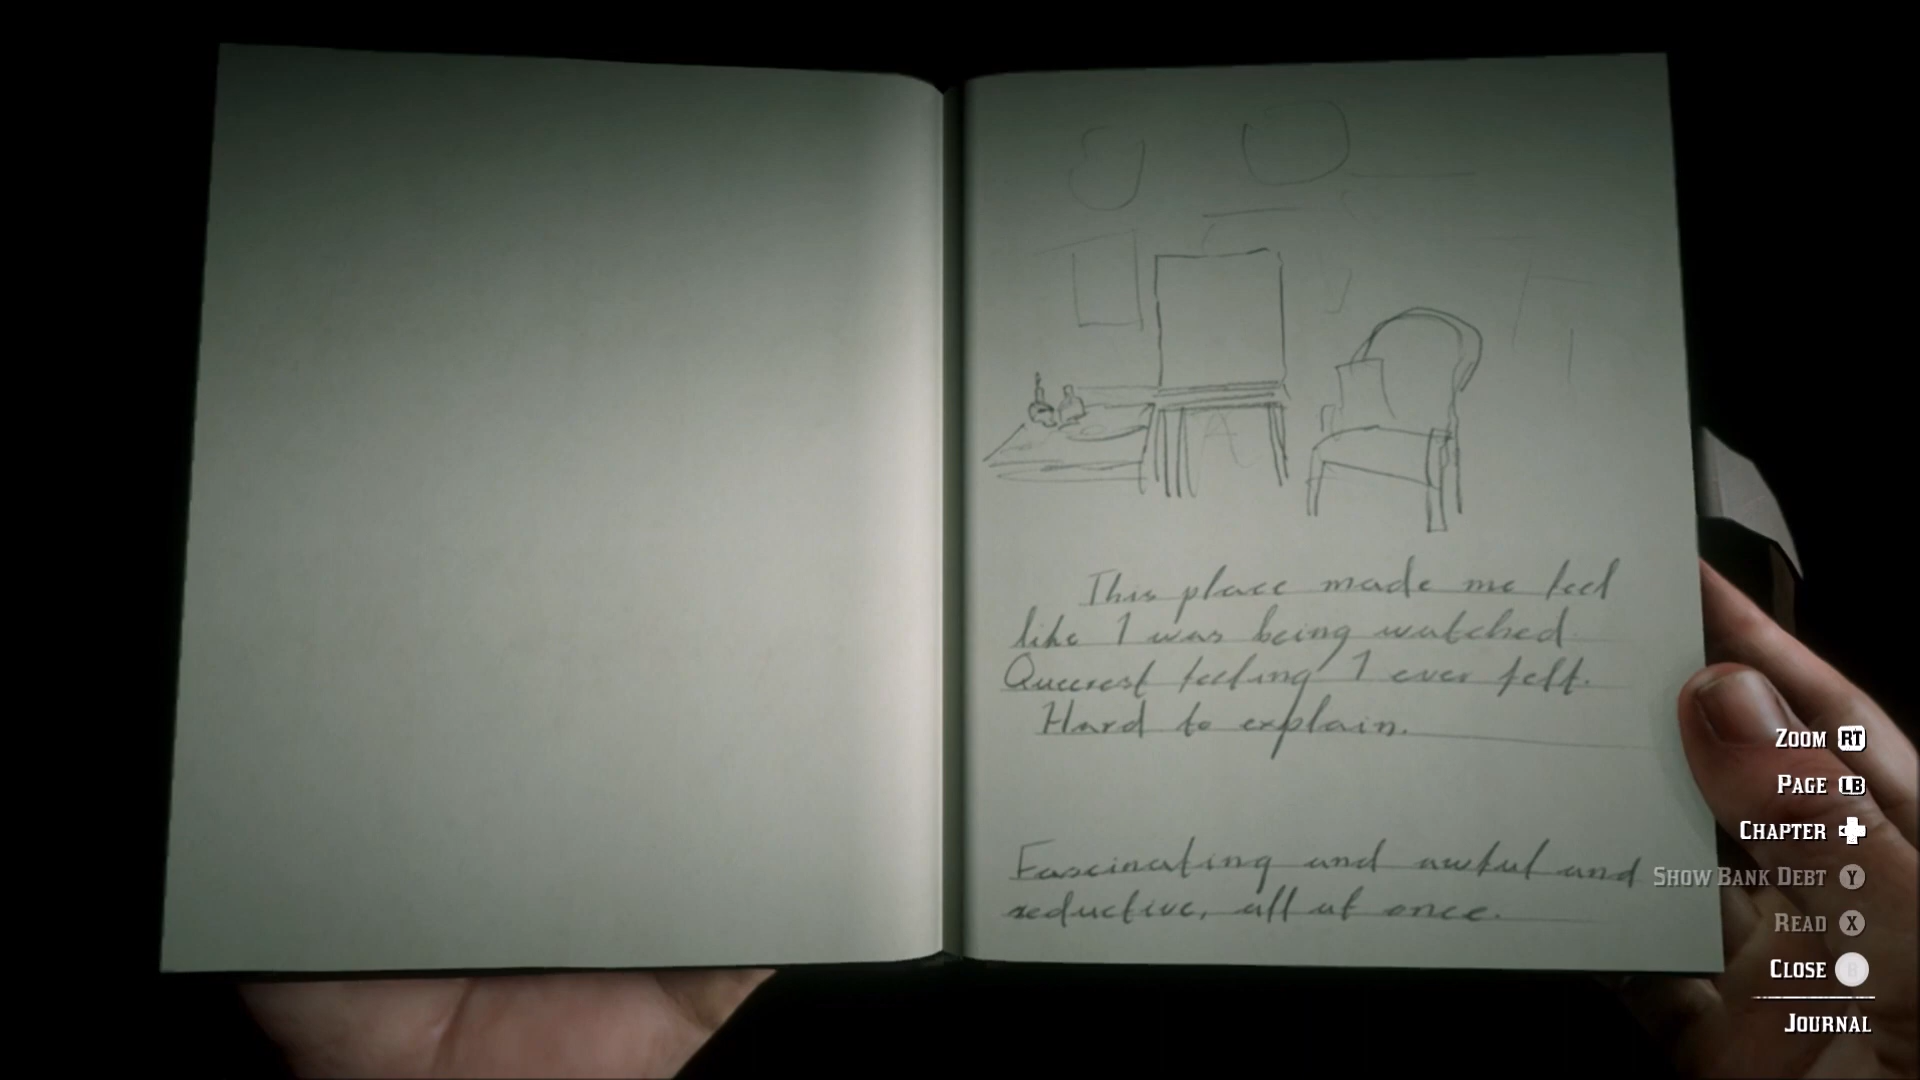 This place made me feel
like I was being watched
Queerest feeling I ever felt.
Hard to explain.
Fascinating and awful and
seductive, all at once.
Zoom RT
Page LB
Chapter
Show Bank Debt Y
Read X
Close B
Journal